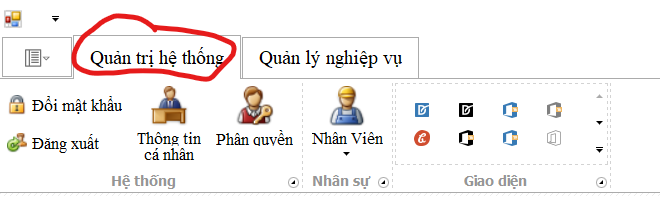 Quản trị hệ thống
Quản lý nghiệp vụ
Đổi mật khẩu
Đăng xuất
Thông tin
cá nhân
Phân quyền
Nhân Viên
Hệ thống
Nhân sự
Giao diện